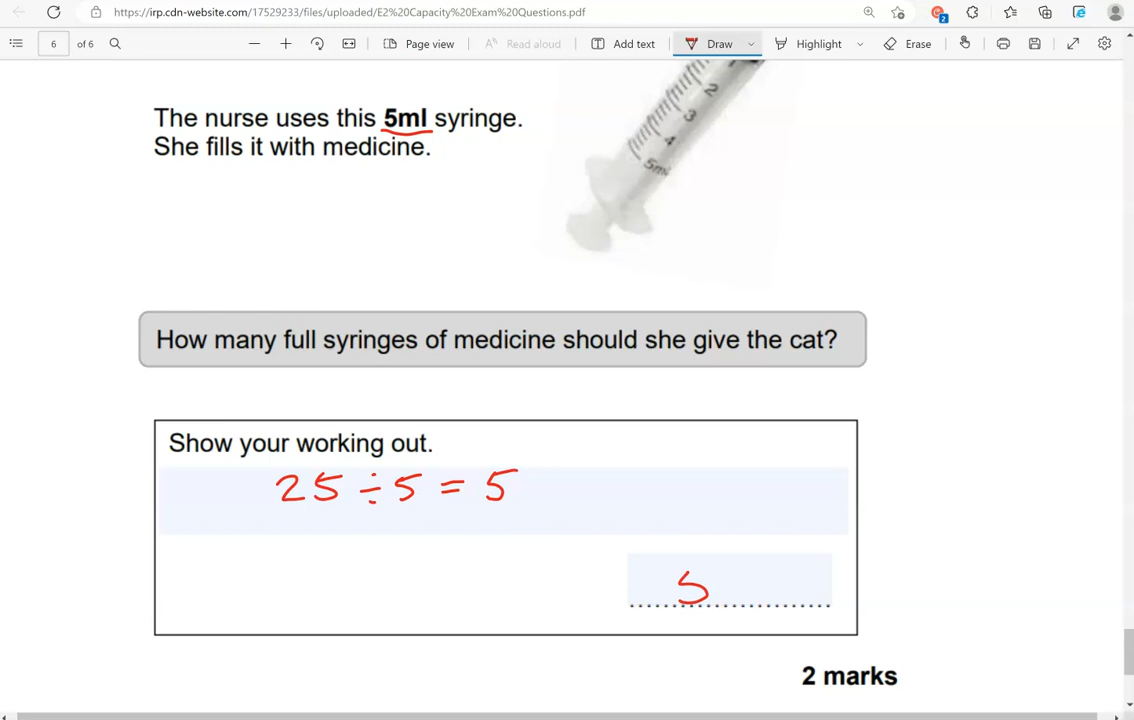 https://irp.cdn-website.com/17529233/files/uploaded/E2%20Capacity%20Exam%20Questions.pdf
2
6 of 6
Page view
Read aloud
Add text
Draw
Highlight
Erase
The nurse uses this 5ml syringe.
She fills it with medicine.
2
3
4
5ml
How many full syringes of medicine should she give the cat?
Show your working out.
25 ÷ 5 = 5
5
2 marks